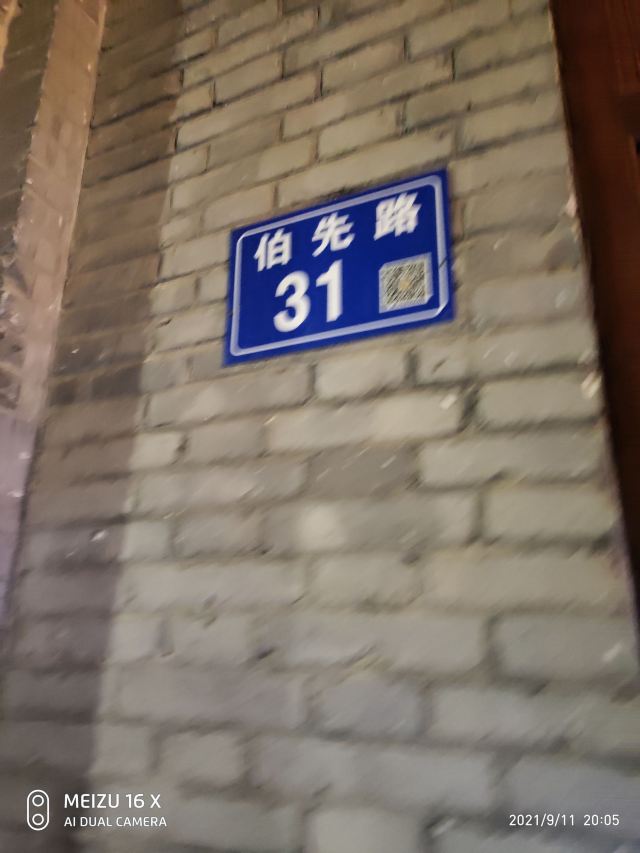 伯先路
31
MEIZU 16 X
AI DUAL CAMERA
2021/9/11 20:05